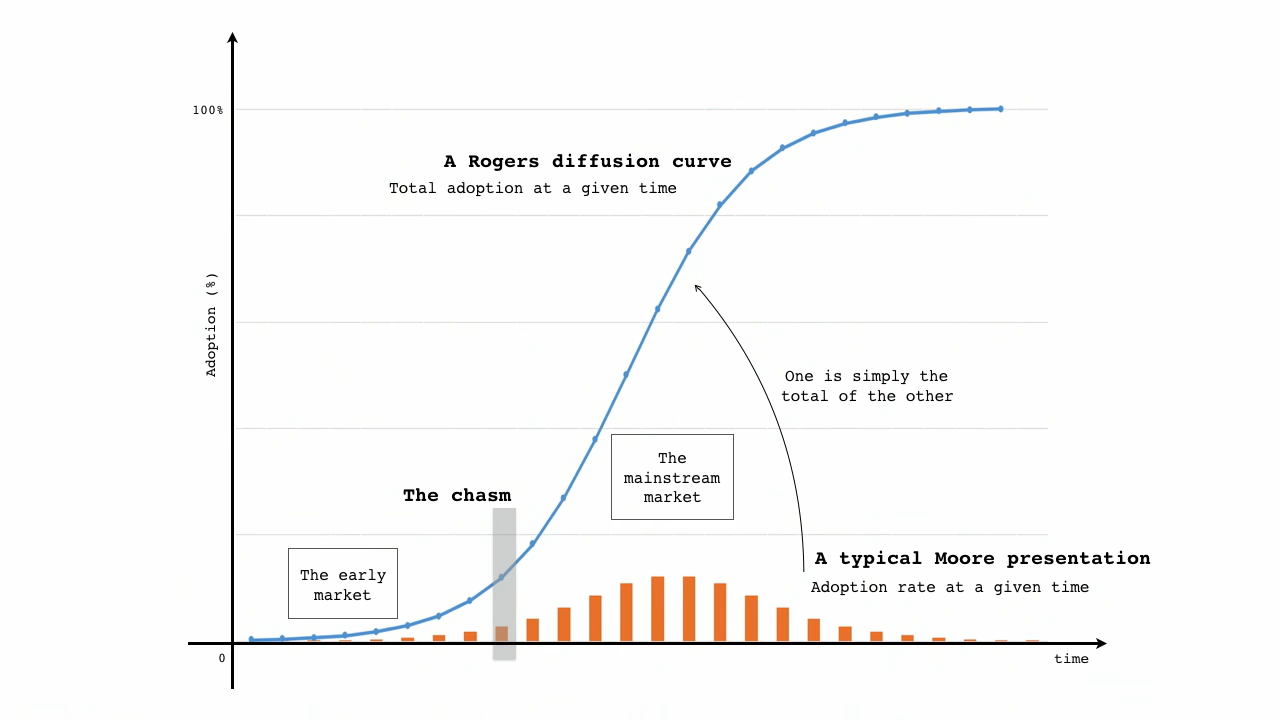 100%
A Rogers diffusion curve
Total adoption at a given time
Adoption (%)
One is simply the
total of the other
The
mainstream
market
The chasm
The early
market
A typical Moore presentation
Adoption rate at a given time
0
time